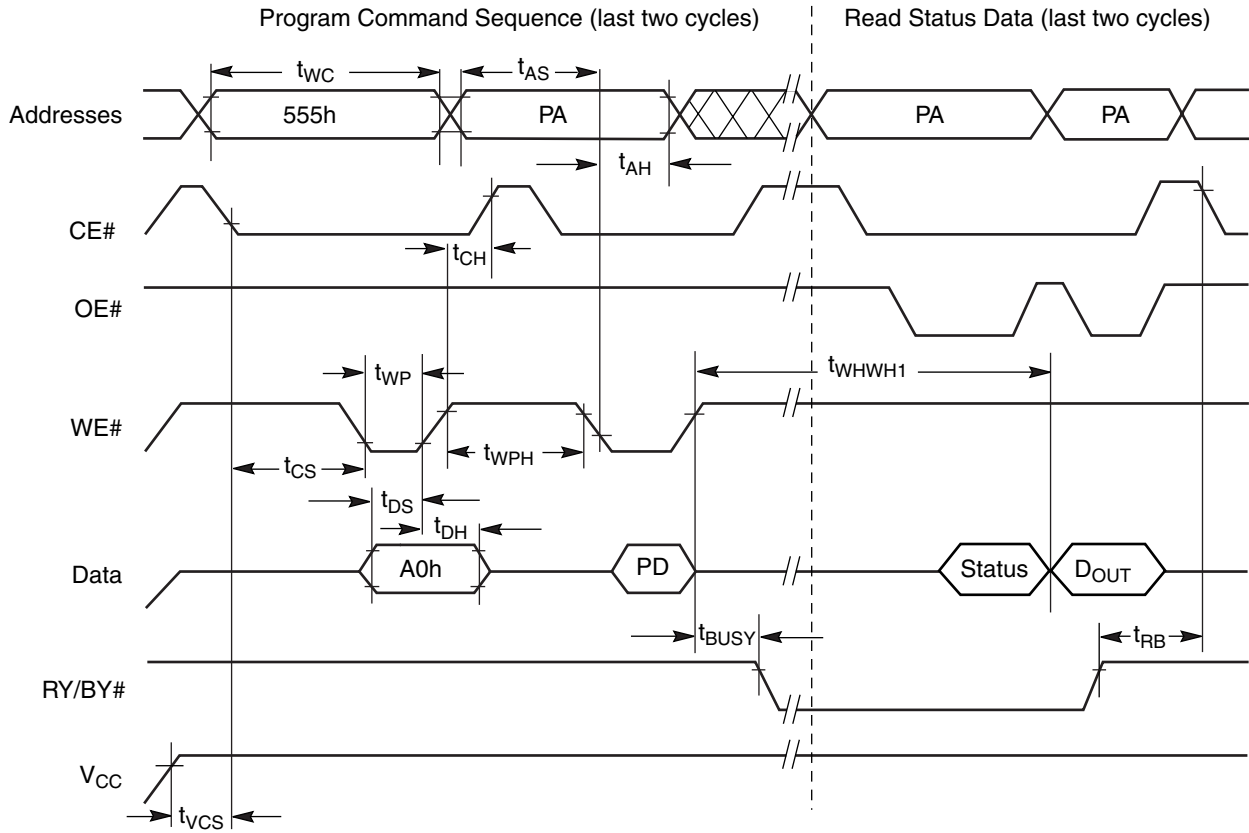 Program Command Sequence (last two cycles)
Read Status Data (last two cycles)
tWC
tAS
Addresses
555h
PA
PA
PA
tAH
CE#
tCH
OE#
tWP
tWHWH1
WE#
tCS
tWPH
tDS
tDH
Data
A0h
PD
Status
DOUT
tBUSY
tRB
RY/BY#
VCC
tVCS